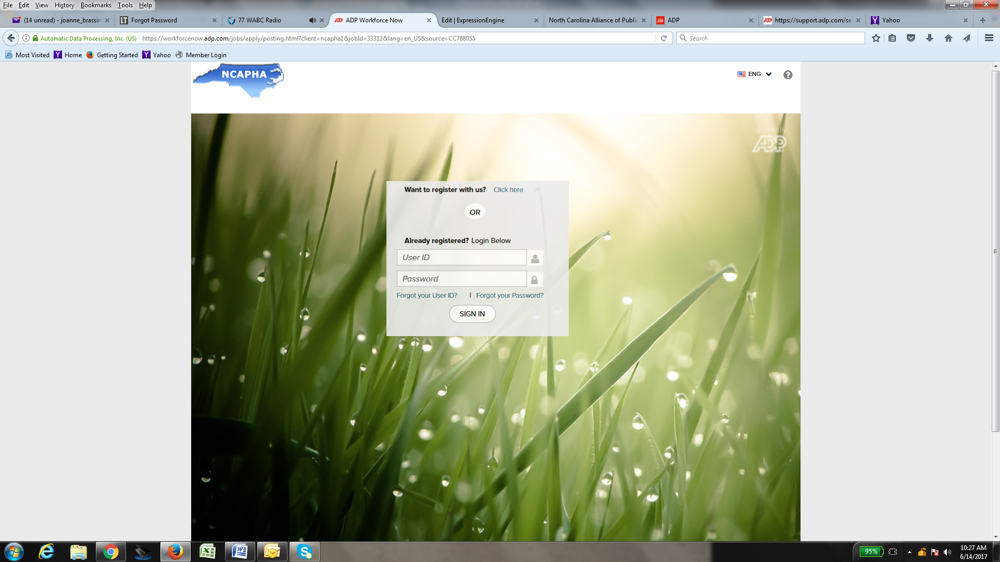 File Edit View History Bookmarks Tools Help
(14 unread) - joanne_brassin
Forgot Password
77 WABC Radio
ADP Workforce Now
Edit | ExpressionEngine
North Carolina Alliance of Public
ADP
https://support.adp.com/se
Yahoo
Automatic Data Processing, Inc. (US)
https://workforcenow.adp.com/jobs/apply/posting.html?client=ncapha1&jobId=33312&lang=en_US&source=CC788055
Search
Most Visited Home Getting Started Yahoo Member Login
NCAPHA
ENG
powered by
ADP
Want to register with us? Click here
OR
Already registered? Login Below
User ID
Password
Forgot your User ID? | Forgot your Password?
SIGN IN
95%
10:27 AM
6/14/2017